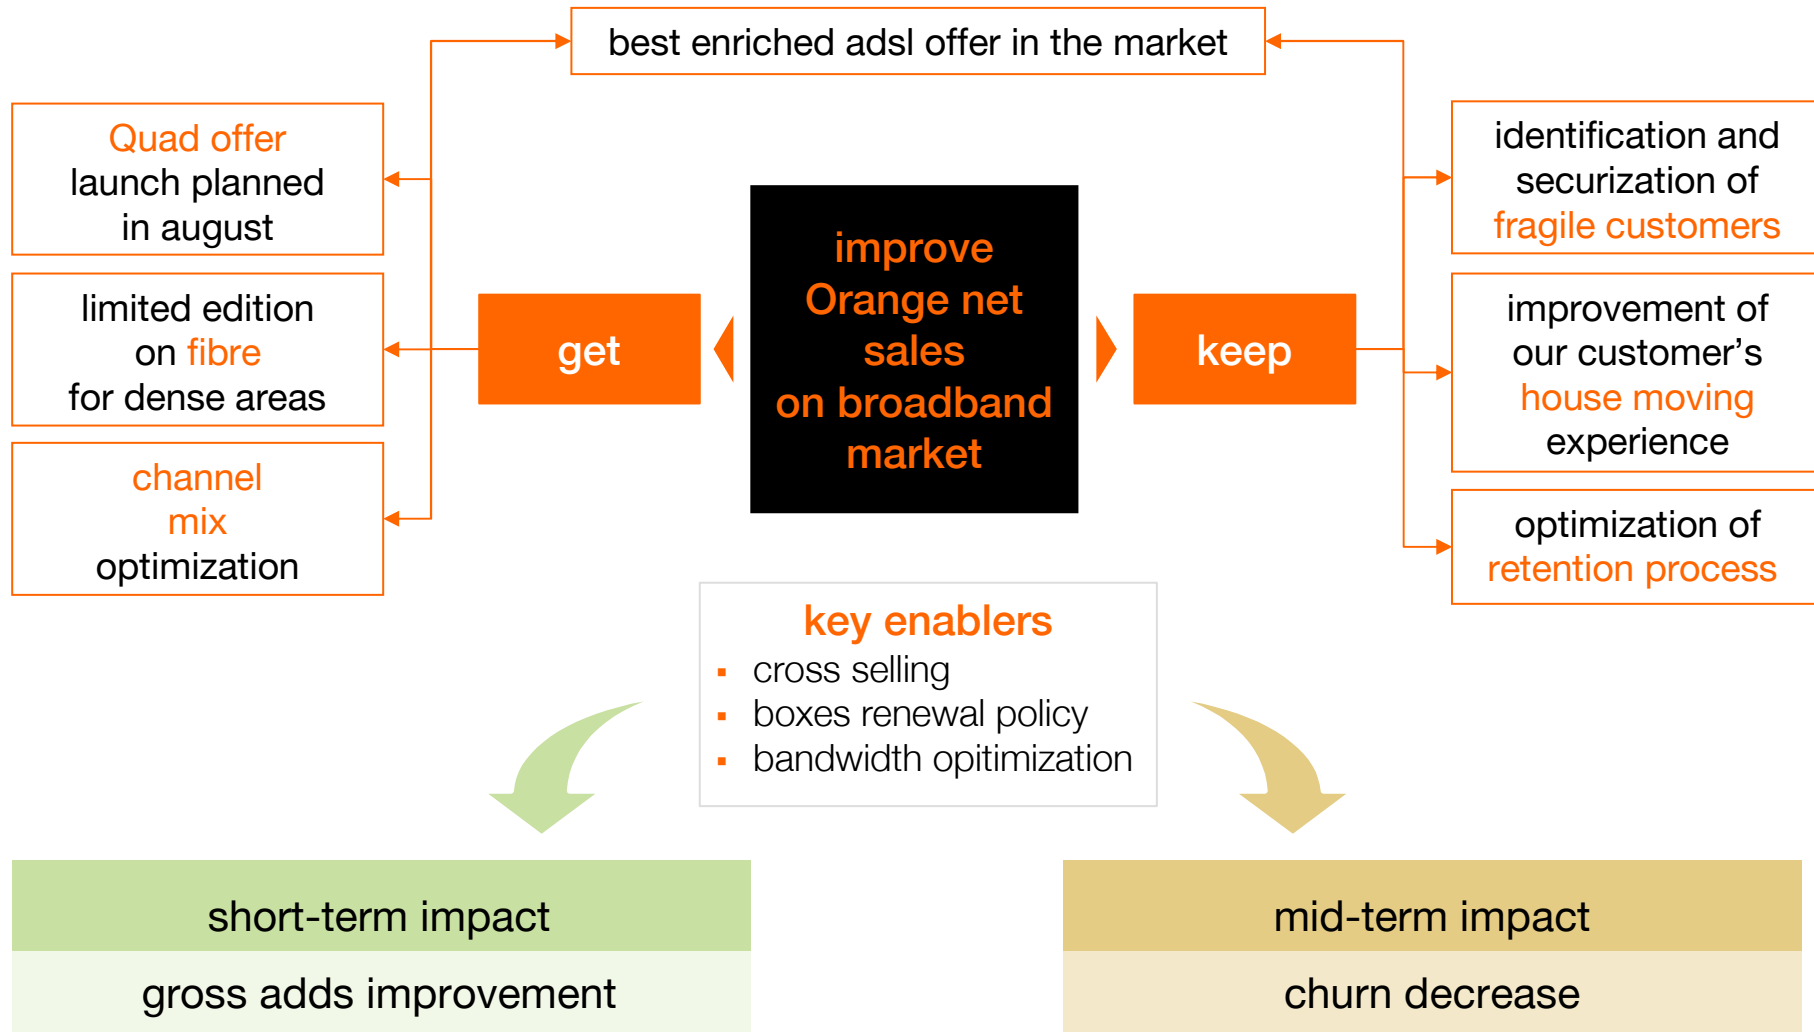 best enriched adsl offer in the market
Quad offer
launch planned
in august
limited edition
on fibre
for dense areas
channel
mix
optimization
get
improve
Orange net
sales
on broadband
market
keep
identification and
securization of
fragile customers
improvement of
our customer’s
house moving
experience
optimization of
retention process
key enablers
▪ cross selling
▪ boxes renewal policy
▪ bandwidth opitimization
short-term impact
gross adds improvement
mid-term impact
churn decrease